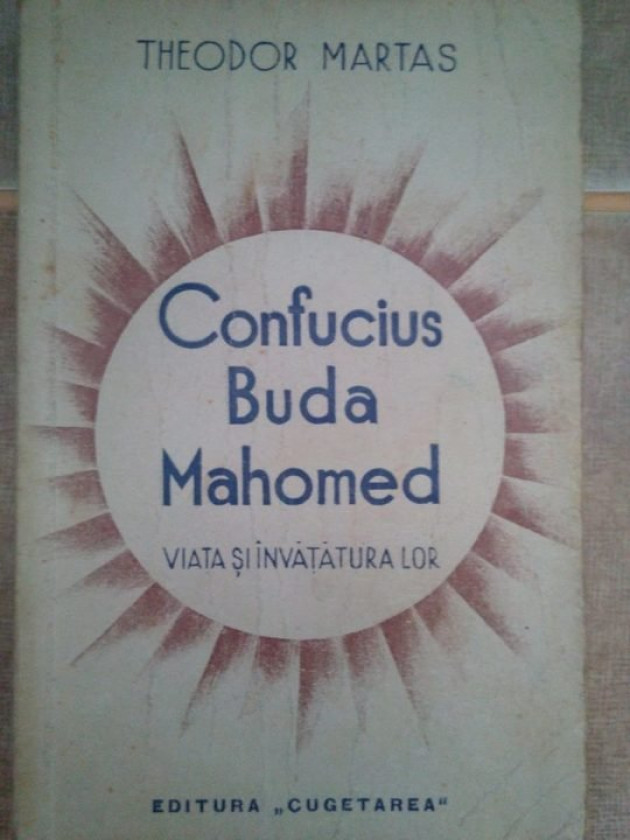 THEODOR MARTAS
Confucius
Buda
Mahomed
VIATA ȘI ÎNVĂȚĂTURA LOR
EDITURA „CUGETAREA"